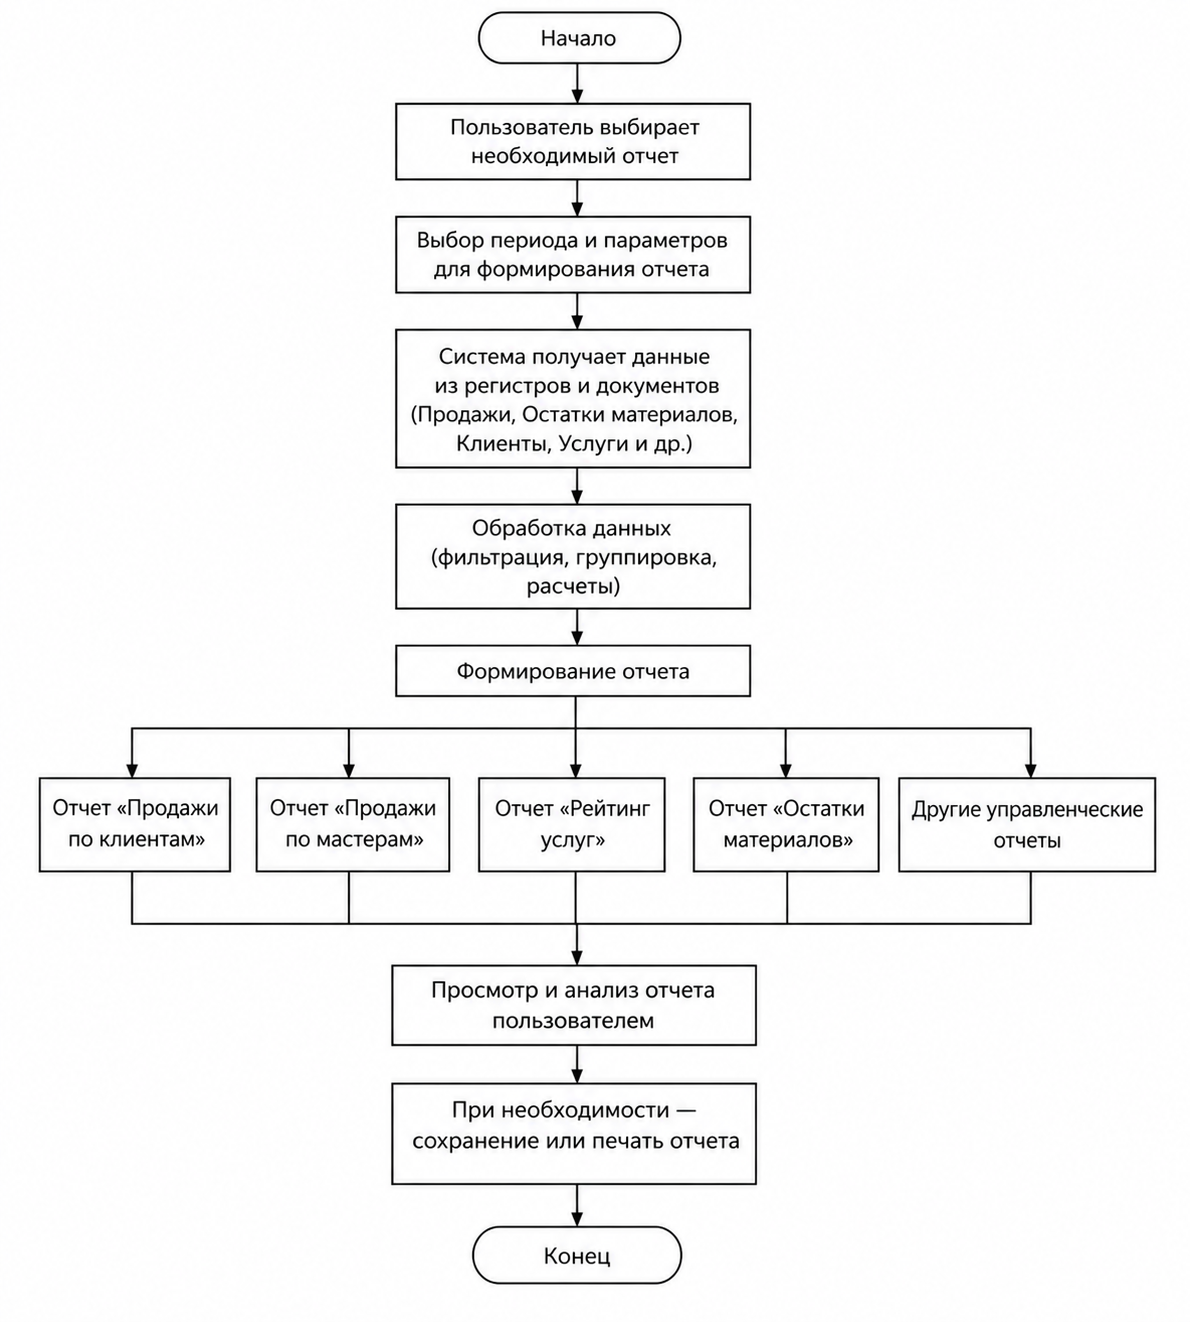 Начало
Пользователь выбирает
необходимый отчет
Выбор периода и параметров
для формирования отчета
Система получает данные
из регистров и документов
(Продажи, Остатки материалов,
Клиенты, Услуги и др.)
Обработка данных
(фильтрация, группировка,
расчеты)
Формирование отчета
Отчет «Продажи
по клиентам»
Отчет «Продажи
по мастерам»
Отчет «Рейтинг
услуг»
Отчет «Остатки
материалов»
Другие управленческие
отчеты
Просмотр и анализ отчета
пользователем
При необходимости —
сохранение или печать отчета
Конец